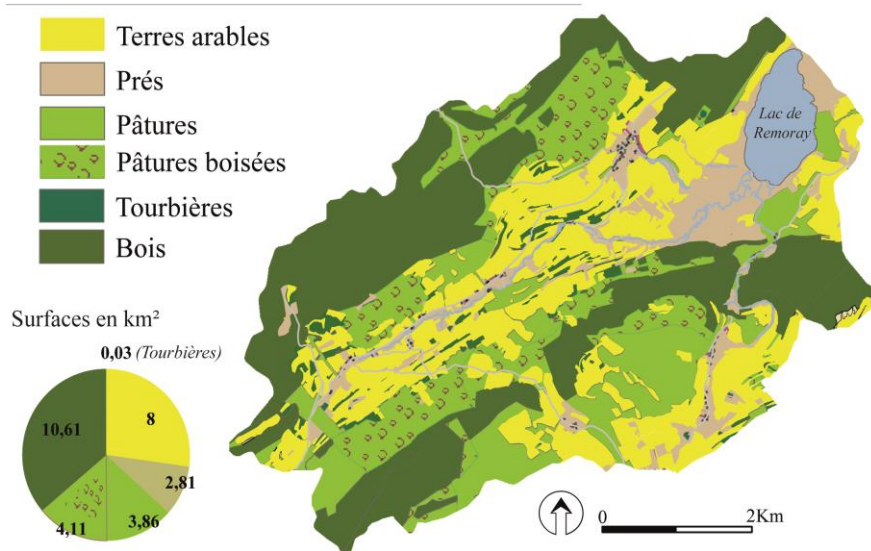 Terres arables
Prés
Pâtures
Pâtures boisées
Tourbières
Bois
Lac de
Remoray
Surfaces en km²
0,03 (Tourbières)
10,61
8
2,81
4,11
3,86
0
2Km